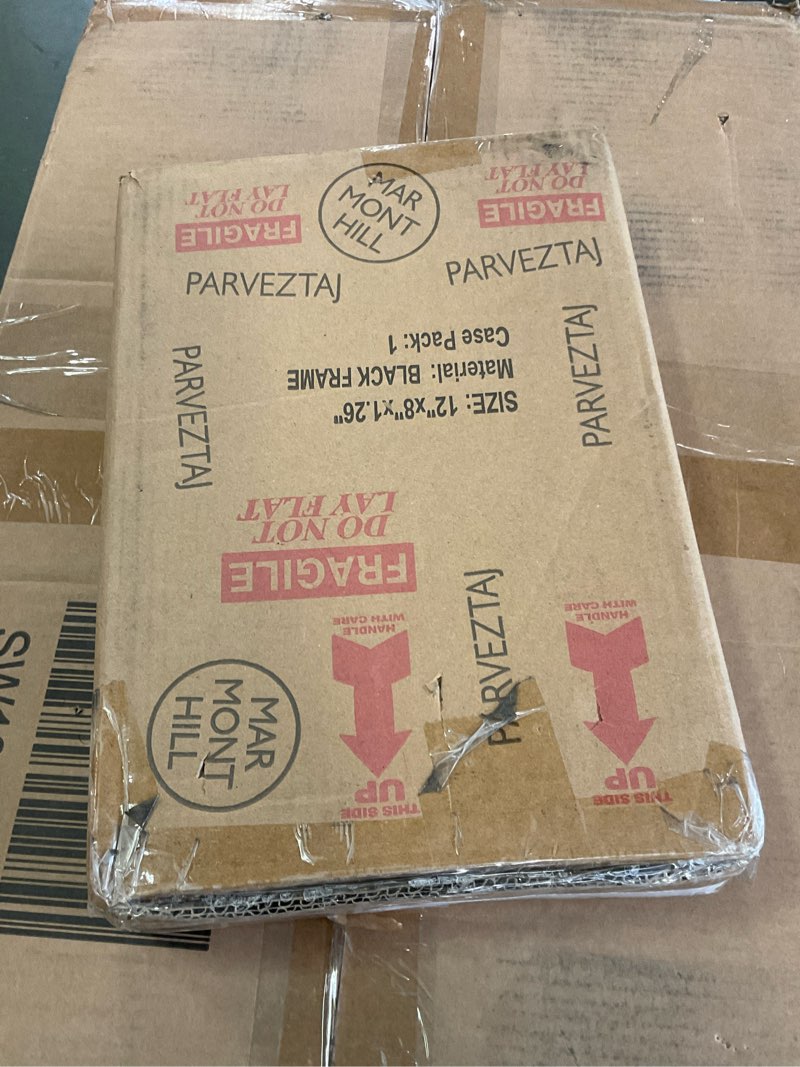 DO NOT
LAY FLAT
FRAGILE
MAR
MONT
HILL
DO NOT
LAY FLAT
FRAGILE
PARVEZTAJ
PARVEZTAJ
PARVEZTAJ
PARVEZTAJ
SIZE: 12"x8"x1.26"
Material: BLACK FRAME
Case Pack: 1
FRAGILE
DO NOT
LAY FLAT
PARVEZTAJ
MAR
MONT
HILL
THIS SIDE
UP
HANDLE
WITH CARE
THIS SIDE
UP
HANDLE
WITH CARE